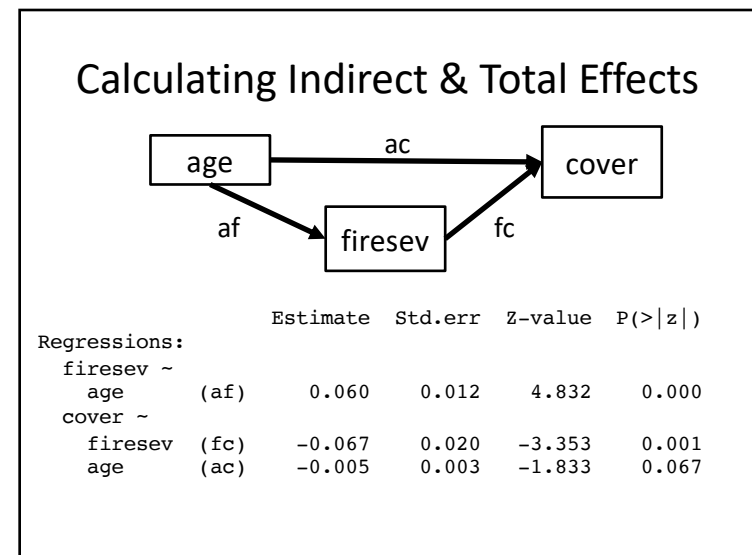 Calculating Indirect & Total Effects
ac
age
cover
af
firesev
fc
Estimate Std.err Z-value P(>|z|)
Regressions:
firesev ~
age (af) 0.060 0.012 4.832 0.000
cover ~
firesev (fc) -0.067 0.020 -3.353 0.001
age (ac) -0.005 0.003 -1.833 0.067